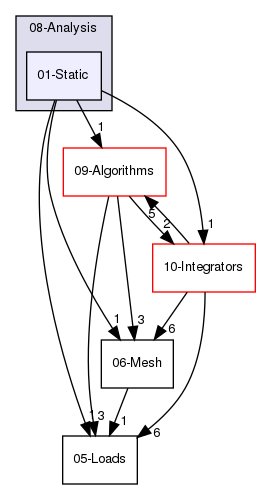 08-Analysis
01-Static
1
09-Algorithms
5
2
1
10-Integrators
1
3
6
06-Mesh
1
3
1
6
05-Loads